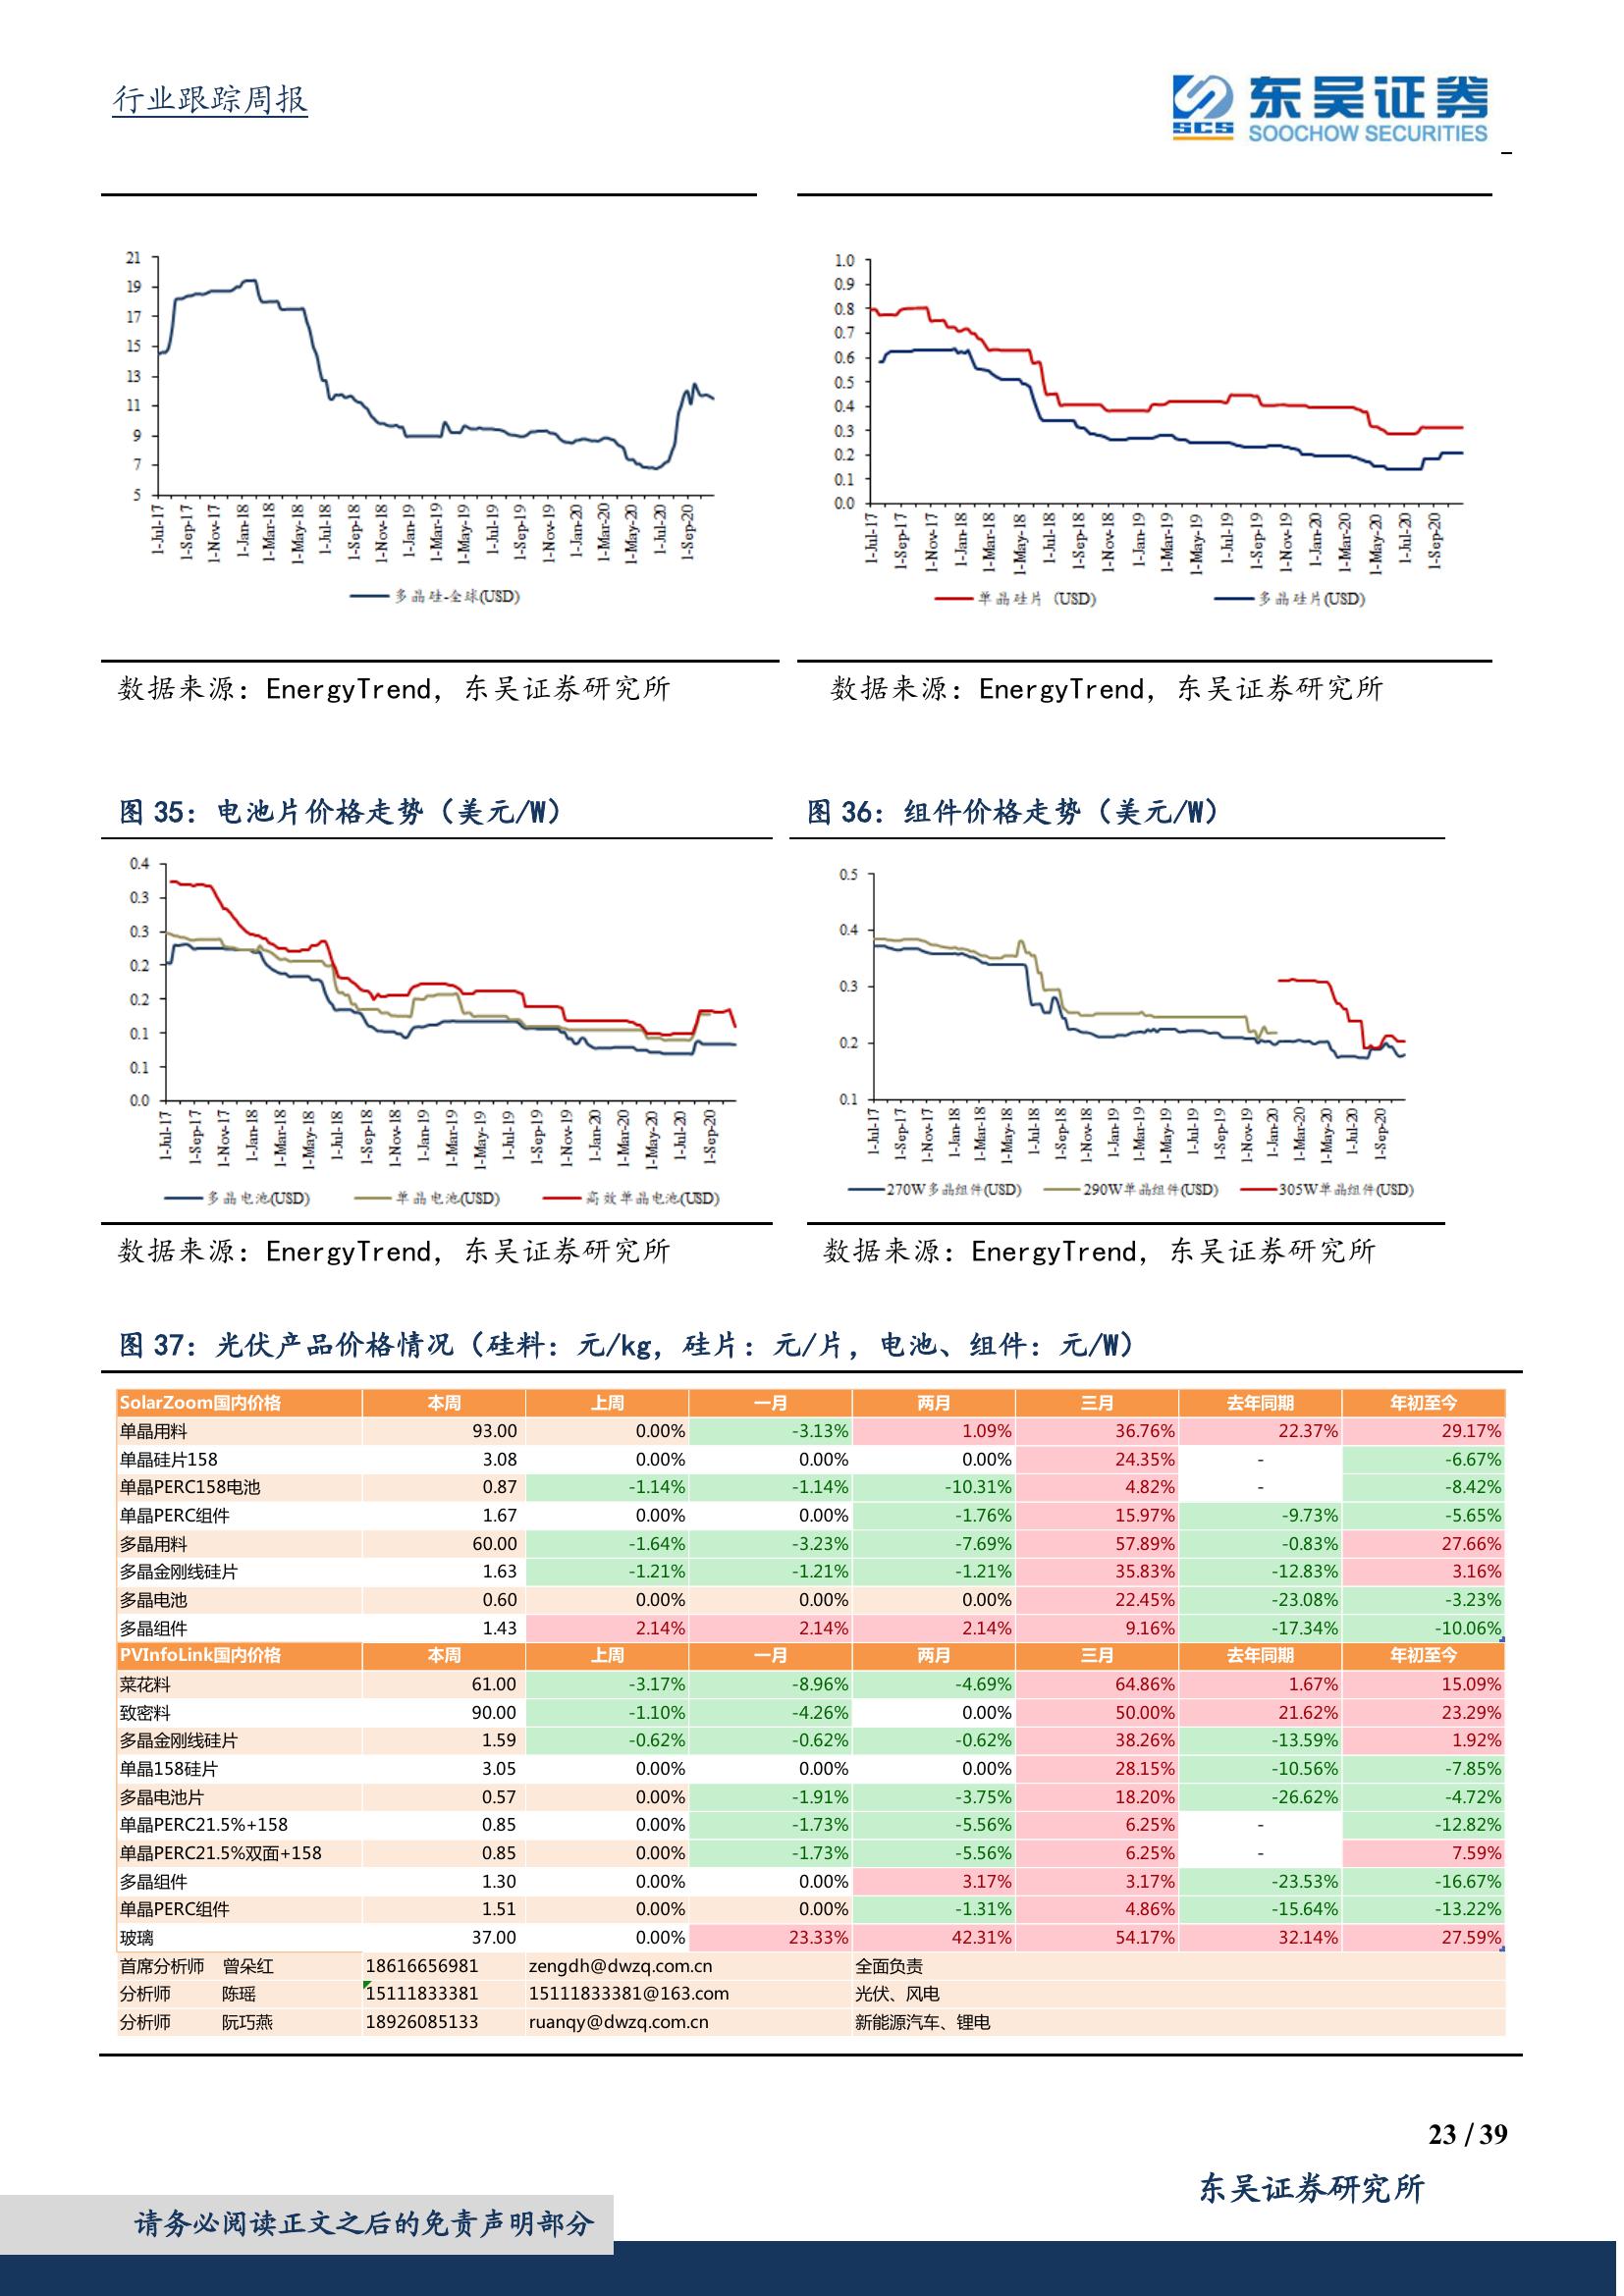 行业跟踪周报
SCS 东吴证券
SOOCHOW SECURITIES
21
19
17
15
13
11
9
7
5
1-Jul-17 1-Sep-17 1-Nov-17 1-Jan-18 1-Mar-18 1-May-18 1-Jul-18 1-Sep-18 1-Nov-18 1-Jan-19 1-Mar-19 1-May-19 1-Jul-19 1-Sep-19 1-Nov-19 1-Jan-20 1-Mar-20 1-May-20 1-Jul-20 1-Sep-20
多晶硅-全球(USD)
1.0
0.9
0.8
0.7
0.6
0.5
0.4
0.3
0.2
0.1
0.0
1-Jul-17 1-Sep-17 1-Nov-17 1-Jan-18 1-Mar-18 1-May-18 1-Jul-18 1-Sep-18 1-Nov-18 1-Jan-19 1-Mar-19 1-May-19 1-Jul-19 1-Sep-19 1-Nov-19 1-Jan-20 1-Mar-20 1-May-20 1-Jul-20 1-Sep-20
单晶硅片（USD） 多晶硅片(USD)
数据来源：EnergyTrend，东吴证券研究所
数据来源：EnergyTrend，东吴证券研究所
图 35：电池片价格走势（美元/W）
0.4
0.3
0.3
0.2
0.2
0.1
0.1
0.0
1-Jul-17 1-Sep-17 1-Nov-17 1-Jan-18 1-Mar-18 1-May-18 1-Jul-18 1-Sep-18 1-Nov-18 1-Jan-19 1-Mar-19 1-May-19 1-Jul-19 1-Sep-19 1-Nov-19 1-Jan-20 1-Mar-20 1-May-20 1-Jul-20 1-Sep-20
多晶电池(USD) 单晶电池(USD) 高效单晶电池(USD)
图 36：组件价格走势（美元/W）
0.5
0.4
0.3
0.2
0.1
1-Jul-17 1-Sep-17 1-Nov-17 1-Jan-18 1-Mar-18 1-May-18 1-Jul-18 1-Sep-18 1-Nov-18 1-Jan-19 1-Mar-19 1-May-19 1-Jul-19 1-Sep-19 1-Nov-19 1-Jan-20 1-Mar-20 1-May-20 1-Jul-20 1-Sep-20
270W多晶组件(USD) 290W单晶组件(USD) 305W单晶组件(USD)
数据来源：EnergyTrend，东吴证券研究所
数据来源：EnergyTrend，东吴证券研究所
图 37：光伏产品价格情况（硅料：元/kg，硅片：元/片，电池、组件：元/W）
SolarZoom国内价格 本周 上周 一月 两月 三月 去年同期 年初至今
单晶用料 93.00 0.00% -3.13% 1.09% 36.76% 22.37% 29.17%
单晶硅片158 3.08 0.00% 0.00% 0.00% 24.35% - -6.67%
单晶PERC158电池 0.87 -1.14% -1.14% -10.31% 4.82% - -8.42%
单晶PERC组件 1.67 0.00% 0.00% -1.76% 15.97% -9.73% -5.65%
多晶用料 60.00 -1.64% -3.23% -7.69% 57.89% -0.83% 27.66%
多晶金刚线硅片 1.63 -1.21% -1.21% -1.21% 35.83% -12.83% 3.16%
多晶电池 0.60 0.00% 0.00% 0.00% 22.45% -23.08% -3.23%
多晶组件 1.43 2.14% 2.14% 2.14% 9.16% -17.34% -10.06%
PVInfoLink国内价格 本周 上周 一月 两月 三月 去年同期 年初至今
菜花料 61.00 -3.17% -8.96% -4.69% 64.86% 1.67% 15.09%
致密料 90.00 -1.10% -4.26% 0.00% 50.00% 21.62% 23.29%
多晶金刚线硅片 1.59 -0.62% -0.62% -0.62% 38.26% -13.59% 1.92%
单晶158硅片 3.05 0.00% 0.00% 0.00% 28.15% -10.56% -7.85%
多晶电池片 0.57 0.00% -1.91% -3.75% 18.20% -26.62% -4.72%
单晶PERC21.5%+158 0.85 0.00% -1.73% -5.56% 6.25% - -12.82%
单晶PERC21.5%双面+158 0.85 0.00% -1.73% -5.56% 6.25% - 7.59%
多晶组件 1.30 0.00% 0.00% 3.17% 3.17% -23.53% -16.67%
单晶PERC组件 1.51 0.00% 0.00% -1.31% 4.86% -15.64% -13.22%
玻璃 37.00 0.00% 23.33% 42.31% 54.17% 32.14% 27.59%
首席分析师 曾朵红 18616656981 zengdh@dwzq.com.cn 全面负责
分析师 陈瑶 15111833381 15111833381@163.com 光伏、风电
分析师 阮巧燕 18926085133 ruanqy@dwzq.com.cn 新能源汽车、锂电
23 / 39
东吴证券研究所
请务必阅读正文之后的免责声明部分